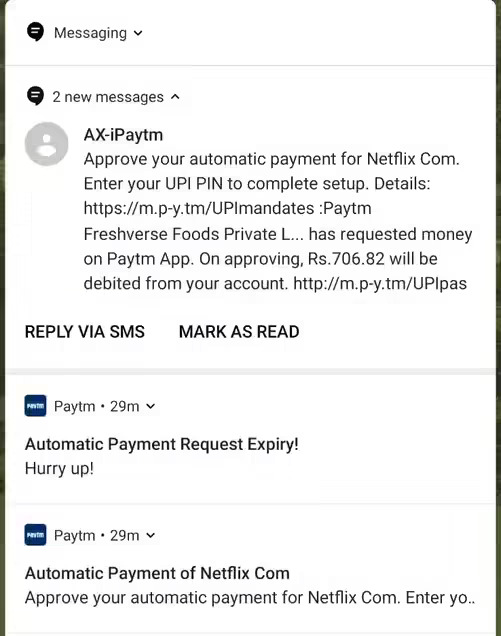 Messaging
2 new messages
AX-iPaytm
Approve your automatic payment for Netflix Com.
Enter your UPI PIN to complete setup. Details:
https://m.p-y.tm/UPImandates :Paytm
Freshverse Foods Private L... has requested money
on Paytm App. On approving, Rs.706.82 will be
debited from your account. http://m.p-y.tm/UPIpas
REPLY VIA SMS MARK AS READ
Paytm • 29m
Automatic Payment Request Expiry!
Hurry up!
Paytm • 29m
Automatic Payment of Netflix Com
Approve your automatic payment for Netflix Com. Enter yo..